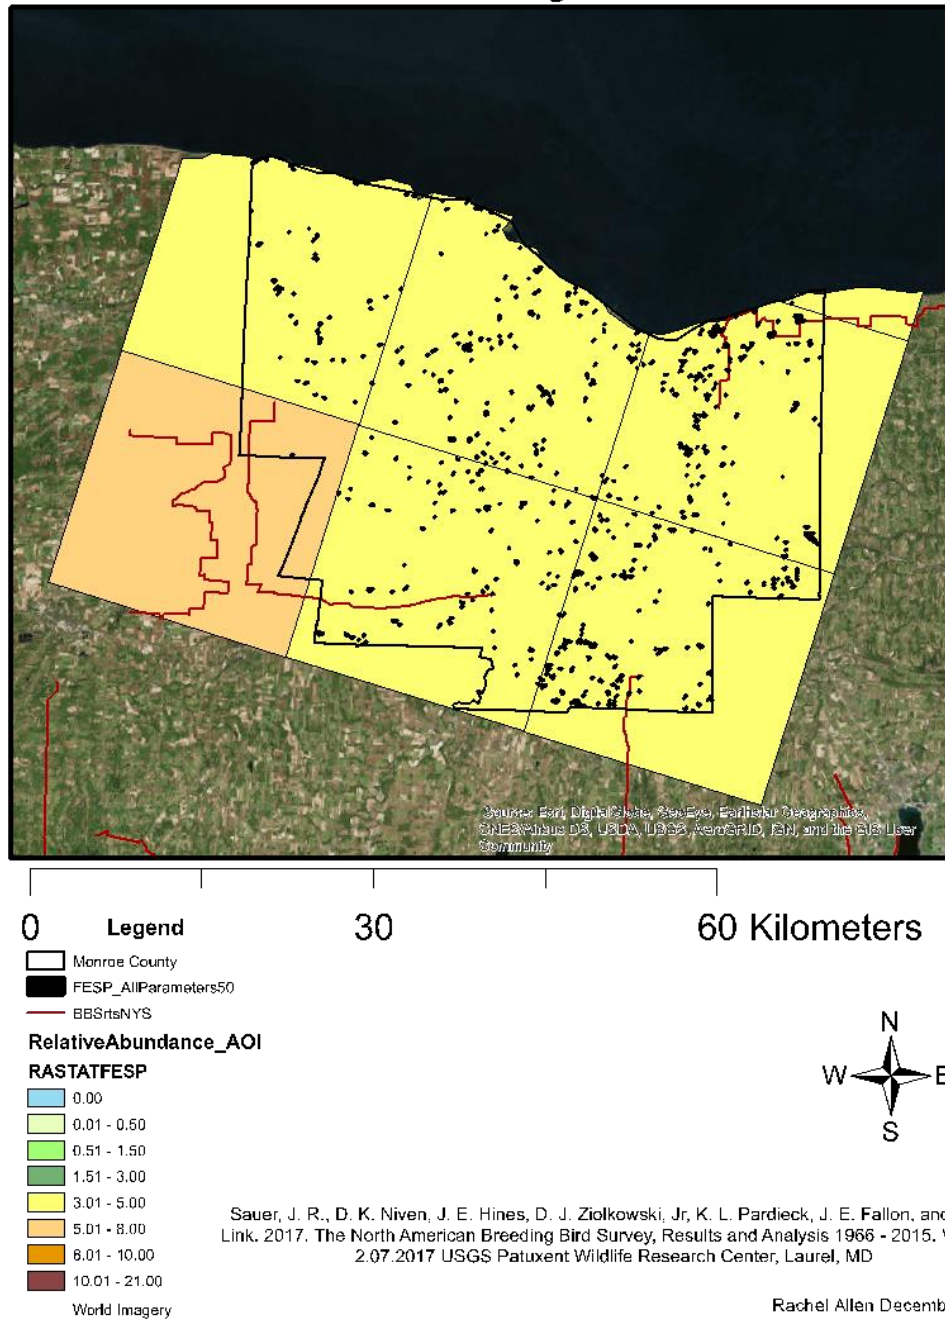 Source: Esri, DigitalGlobe, GeoEye, Earthstar Geographics,
CNES/Airbus DS, USDA, USGS, AeroGRID, IGN, and the GIS User
Community
0 30 60 Kilometers
Legend
Monroe County
FESP_AllParameters50
BBSrtsNYS
RelativeAbundance_AOI
RASTATFESP
0.00
0.01 - 0.50
0.51 - 1.50
1.51 - 3.00
3.01 - 5.00
5.01 - 8.00
6.01 - 10.00
10.01 - 21.00
World Imagery
N
W E
S
Sauer, J. R., D. K. Niven, J. E. Hines, D. J. Ziolkowski, Jr, K. L. Pardieck, J. E. Fallon, and
Link. 2017. The North American Breeding Bird Survey, Results and Analysis 1966 - 2015.
2.07.2017 USGS Patuxent Wildlife Research Center, Laurel, MD
Rachel Allen Decemb